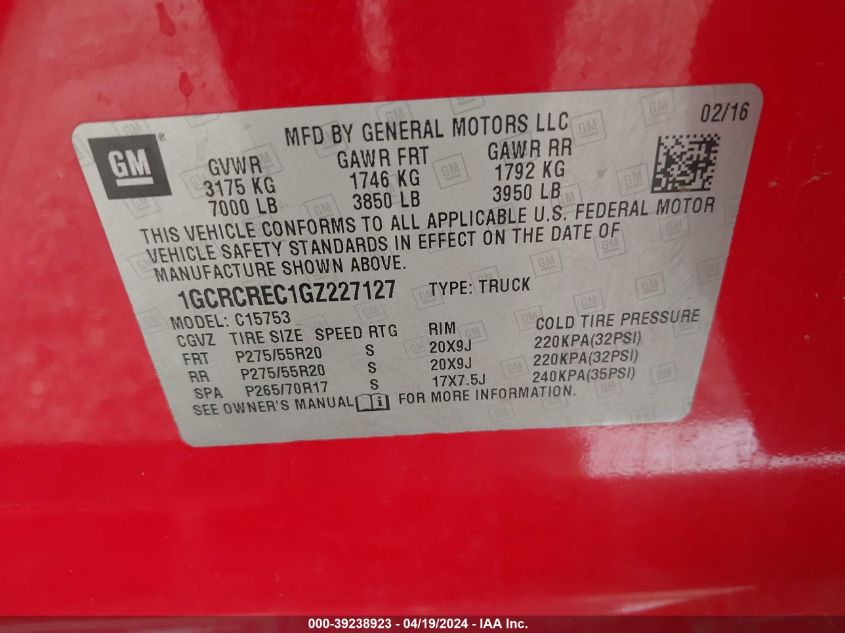 GM ®
MFD BY GENERAL MOTORS LLC
02/16
GVWR GAWR FRT GAWR RR
3175 KG 1746 KG 1792 KG
7000 LB 3850 LB 3950 LB
THIS VEHICLE CONFORMS TO ALL APPLICABLE U.S. FEDERAL MOTOR
VEHICLE SAFETY STANDARDS IN EFFECT ON THE DATE OF
MANUFACTURE SHOWN ABOVE.
1GCRCREC1GZ227127 TYPE: TRUCK
MODEL: C15753
CGVZ TIRE SIZE SPEED RTG RIM COLD TIRE PRESSURE
FRT P275/55R20 S 20X9J 220KPA(32PSI)
RR P275/55R20 S 20X9J 220KPA(32PSI)
SPA P265/70R17 S 17X7.5J 240KPA(35PSI)
SEE OWNER'S MANUAL FOR MORE INFORMATION.
000-39238923 - 04/19/2024 - IAA Inc.